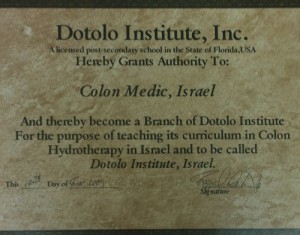 Dotolo Institute, Inc.
A licensed post-secondary school in the State of Florida, USA
Hereby Grants Authority To:
Colon Medic, Israel
And thereby become a Branch of Dotolo Institute
For the purpose of teaching its curriculum in Colon
Hydrotherapy in Israel and to be called
Dotolo Institute, Israel.
This Day of
Signature